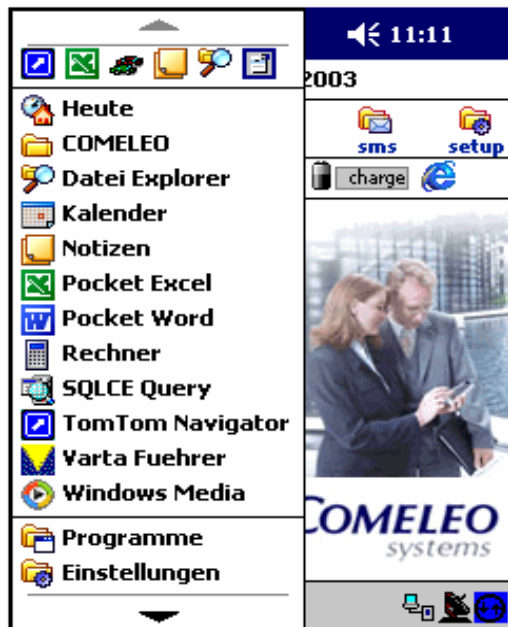 11:11
2003
Heute
COMELEO
sms
setup
Datei Explorer
charge
Kalender
Notizen
Pocket Excel
Pocket Word
Rechner
SQLCE Query
TomTom Navigator
Varta Fuehrer
Windows Media
COMELEO
systems
Programme
Einstellungen